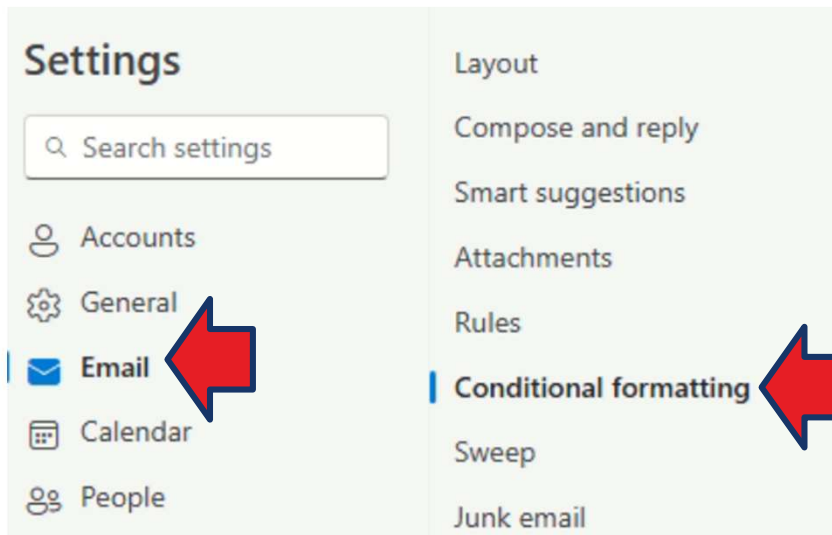 Settings
Search settings
Accounts
General
Email
Calendar
People
Layout
Compose and reply
Smart suggestions
Attachments
Rules
Conditional formatting
Sweep
Junk email